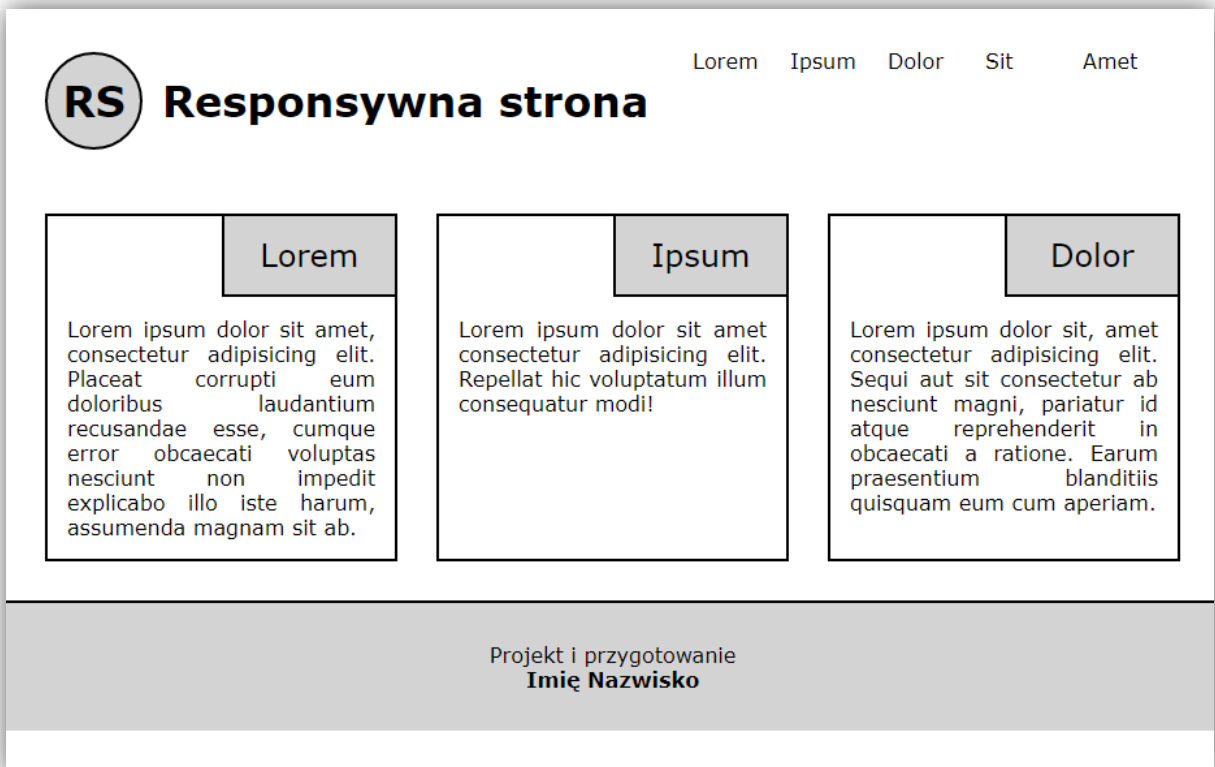 RS Responsywna strona
Lorem Ipsum Dolor Sit Amet
Lorem
Lorem ipsum dolor sit amet,
consectetur adipisicing elit.
Placeat corrupti eum
doloribus laudantium
recusandae esse, cumque
error obcaecati voluptas
nesciunt non impedit
explicabo illo iste harum,
assumenda magnam sit ab.
Ipsum
Lorem ipsum dolor sit amet
consectetur adipisicing elit.
Repellat hic voluptatum illum
consequatur modi!
Dolor
Lorem ipsum dolor sit, amet
consectetur adipisicing elit.
Sequi aut sit consectetur ab
nesciunt magni, pariatur id
atque reprehenderit in
obcaecati a ratione. Earum
praesentium blanditiis
quisquam eum cum aperiam.
Projekt i przygotowanie
Imię Nazwisko